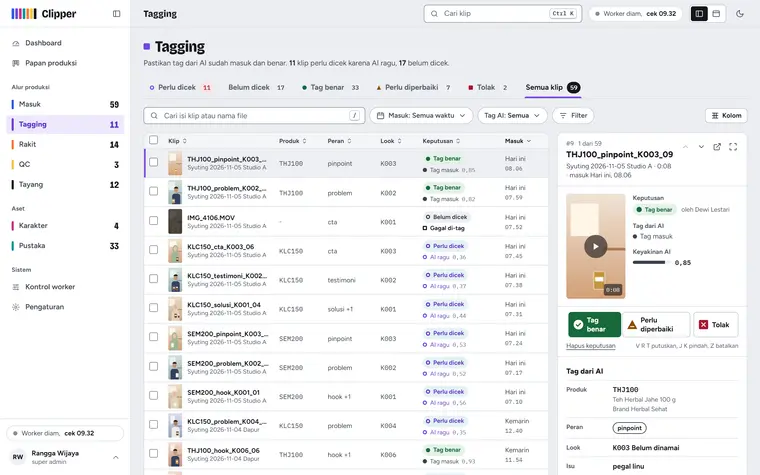 Clipper
Dashboard
Papan produksi
Alur produksi
Masuk 59
Tagging 11
Rakit 14
QC 3
Tayang 12
Aset
Karakter 4
Pustaka 33
Sistem
Kontrol worker
Pengaturan
Worker diam, cek 09.32
RW
Rangga Wijaya
super admin
Tagging
Cari klip
Ctrl K
Worker diam, cek 09.32
Tagging
Pastikan tag dari AI sudah masuk dan benar. 11 klip perlu dicek karena AI ragu, 17 belum dicek.
Perlu dicek 11
Belum dicek 17
Tag benar 33
Perlu diperbaiki 7
Tolak 2
Semua klip 59
Cari isi klip atau nama file /
Masuk: Semua waktu
Tag AI: Semua
Filter
Kolom
Klip Produk Peran Look Keputusan Masuk
THJ100_pinpoint_K003_... THJ100 pinpoint K003 Tag benar Hari ini
Syuting 2026-11-05 Studio A Tag masuk 0,85 08.06
THJ100_problem_K002_... THJ100 problem K002 Tag benar Hari ini
Syuting 2026-11-05 Studio A Tag masuk 0,82 07.59
IMG_4106.MOV - cta K001 Belum dicek Hari ini
Syuting 2026-11-05 Studio A Gagal di-tag 07.52
KLC150_cta_K003_06 KLC150 cta K003 Perlu dicek Hari ini
Syuting 2026-11-05 Studio A AI ragu 0,36 07.45
KLC150_testimoni_K002... KLC150 testimoni K002 Perlu dicek Hari ini
Syuting 2026-11-05 Studio A AI ragu 0,37 07.38
KLC150_solusi_K001_04 KLC150 solusi +1 K001 Perlu dicek Hari ini
Syuting 2026-11-05 Studio A AI ragu 0,44 07.31
SEM200_pinpoint_K003_... SEM200 pinpoint K003 Perlu dicek Hari ini
Syuting 2026-11-05 Studio A AI ragu 0,53 07.24
SEM200_problem_K002_... SEM200 problem K002 Perlu dicek Hari ini
Syuting 2026-11-05 Studio A AI ragu 0,52 07.17
SEM200_hook_K001_01 SEM200 hook +1 K001 Perlu dicek Hari ini
Syuting 2026-11-05 Studio A AI ragu 0,56 07.10
KLC150_problem_K004_... KLC150 problem K004 Perlu dicek Kemarin
Syuting 2026-11-04 Dapur AI ragu 0,35 12.40
THJ100_hook_K006_06 THJ100 hook +1 K006 Tag benar Kemarin
Syuting 2026-11-04 Dapur Tag masuk 0,93 11.54
#9 1 dari 59
THJ100_pinpoint_K003_09
Syuting 2026-11-05 Studio A · 0:08
· masuk Hari ini, 08.06
0:08
Keputusan
Tag benar oleh Dewi Lestari
Tag dari AI
Tag masuk
Keyakinan AI
0,85
Tag benar
Perlu diperbaiki
Tolak
Hapus keputusan
V R T putuskan, J K pindah, Z batalkan
Tag dari AI
Produk THJ100
Teh Herbal Jahe 100 g
Brand Herbal Sehat
Peran pinpoint
Look K003 Belum dinamai
Isu pegal linu